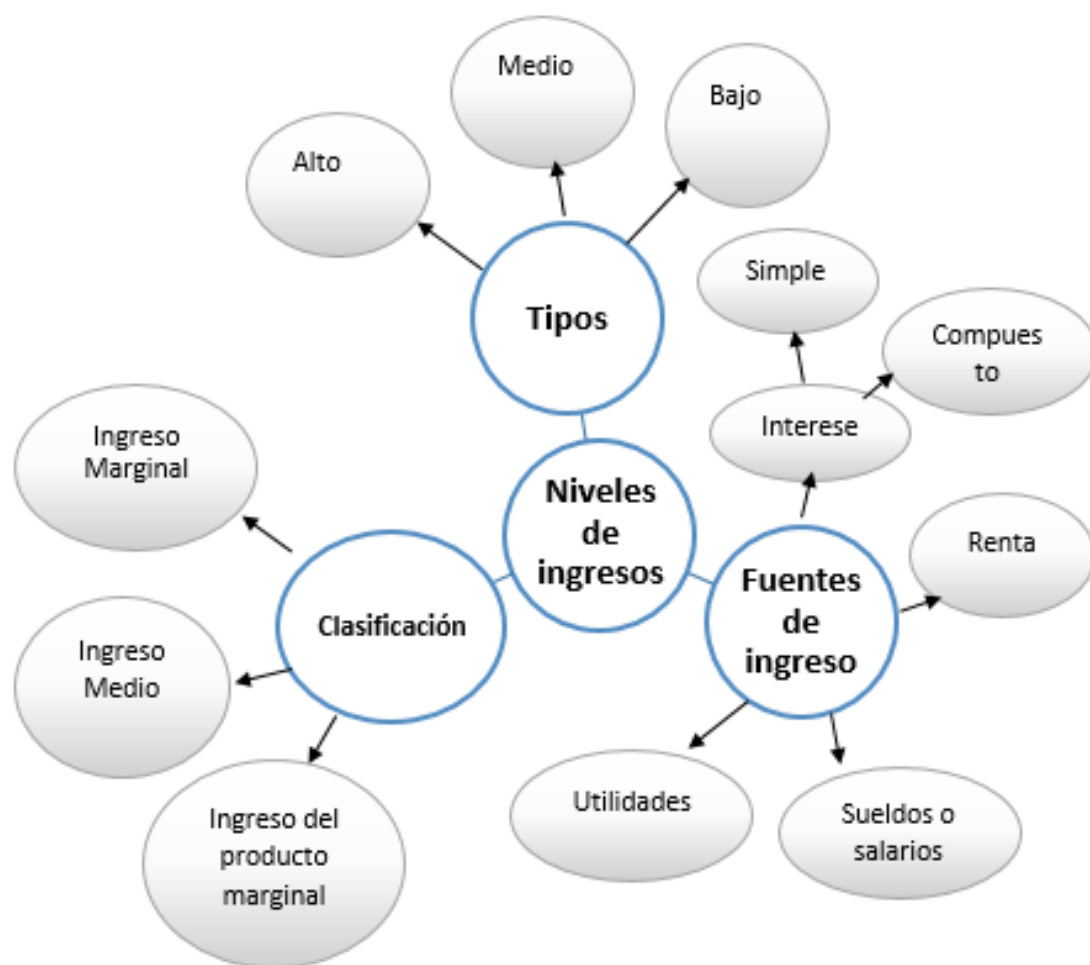 Medio
Bajo
Alto
Simple
Tipos
Compues
to
Interese
Ingreso
Marginal
Niveles
de
ingresos
Renta
Fuentes
de
ingreso
Clasificación
Ingreso
Medio
Utilidades
Sueldos o
salarios
Ingreso del
producto
marginal